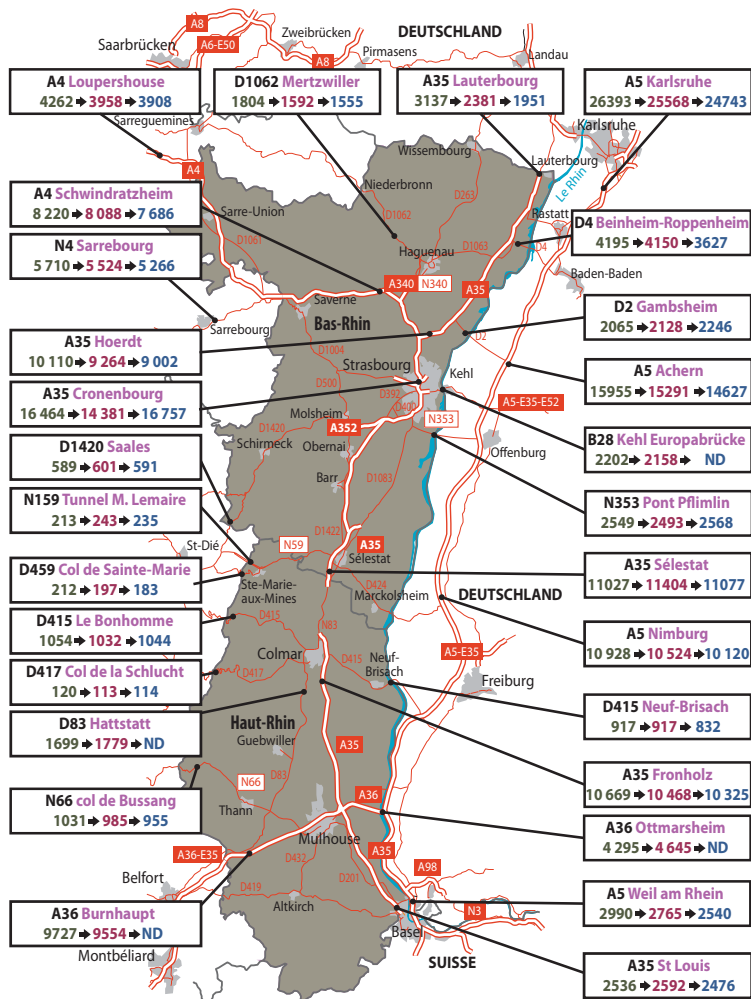 A8
Zweibrücken
DEUTSCHLAND
Saarbrücken
A6-E50
A8
Pirmasens
Landau
A4 Loupershouse
4262 → 3958 → 3908
D1062 Mertzwiller
1804 → 1592 → 1555
A35 Lauterbourg
3137 → 2381 → 1951
A5 Karlsruhe
26393 → 25568 → 24743
Sarreguemines
Karlsruhe
Wissembourg
Lauterbourg
A4
Le Rhin
Niederbronn
A4 Schwindratzheim
8 220 → 8 088 → 7 686
D263
Sarre-Union
Rastatt
D1062
D4 Beinheim-Roppenheim
4195 → 4150 → 3627
N4 Sarrebourg
5 710 → 5 524 → 5 266
D1061
Haguenau
D1063
D4
Baden-Baden
A340
N340
A35
Saverne
Sarrebourg
Bas-Rhin
D2 Gambsheim
2065 → 2128 → 2246
A35 Hoerdt
10 110 → 9 264 → 9 002
D1004
D2
Strasbourg
Kehl
A5 Achern
15955 → 15291 → 14627
A35 Cronenbourg
16 464 → 14 381 → 16 757
D500
D392
D400
A5-E35-E52
Molsheim
N353
A352
D1420
Schirmeck
Obernai
Offenburg
B28 Kehl Europabrücke
2202 → 2158 → ND
D1420 Saales
589 → 601 → 591
Barr
D1083
N159 Tunnel M. Lemaire
213 → 243 → 235
N353 Pont Pflimlin
2549 → 2493 → 2568
D1422
St-Dié
N59
A35
Sélestat
A35 Sélestat
11027 → 11404 → 11077
D459 Col de Sainte-Marie
212 → 197 → 183
Ste-Marie-
aux-Mines
D424
Marckolsheim
DEUTSCHLAND
D415 Le Bonhomme
1054 → 1032 → 1044
D415
N83
A5 Nimburg
10 928 → 10 524 → 10 120
Colmar
D415
Neuf-
Brisach
A5-E35
D417 Col de la Schlucht
120 → 113 → 114
D417
Freiburg
D415 Neuf-Brisach
917 → 917 → 832
D83 Hattstatt
1699 → 1779 → ND
Haut-Rhin
Guebwiller
A35
D83
A35 Fronholz
10 669 → 10 468 → 10 325
N66
N66 col de Bussang
1031 → 985 → 955
Thann
A36
A36 Ottmarsheim
4 295 → 4 645 → ND
Mulhouse
A36-E35
A35
D432
A98
Belfort
D419
D201
A5 Weil am Rhein
2990 → 2765 → 2540
Altkirch
N3
A36 Burnhaupt
9727 → 9554 → ND
Basel
Montbéliard
SUISSE
A35 St Louis
2536 → 2592 → 2476